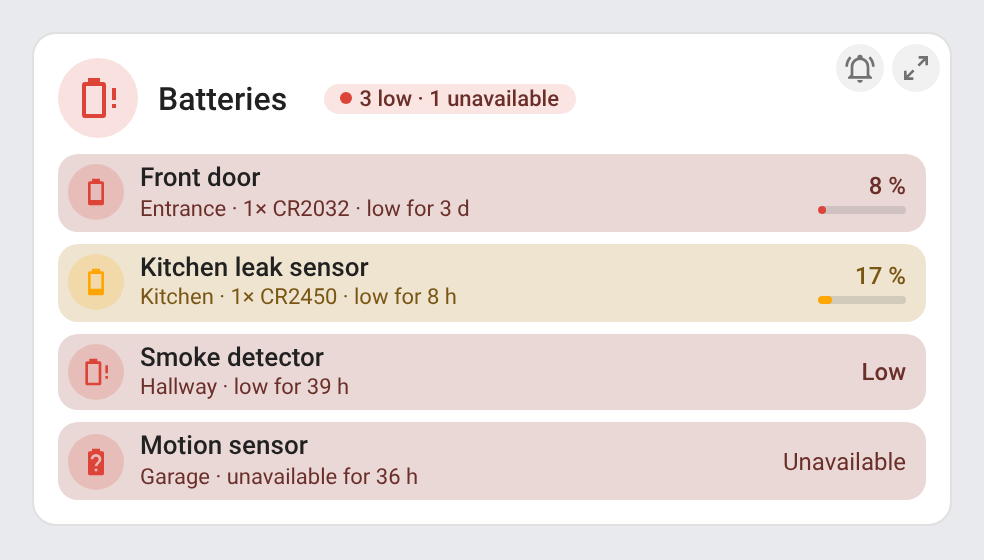 Batteries
3 low · 1 unavailable
Front door
Entrance · 1× CR2032 · low for 3 d
8 %
Kitchen leak sensor
Kitchen · 1× CR2450 · low for 8 h
17 %
Smoke detector
Hallway · low for 39 h
Low
Motion sensor
Garage · unavailable for 36 h
Unavailable